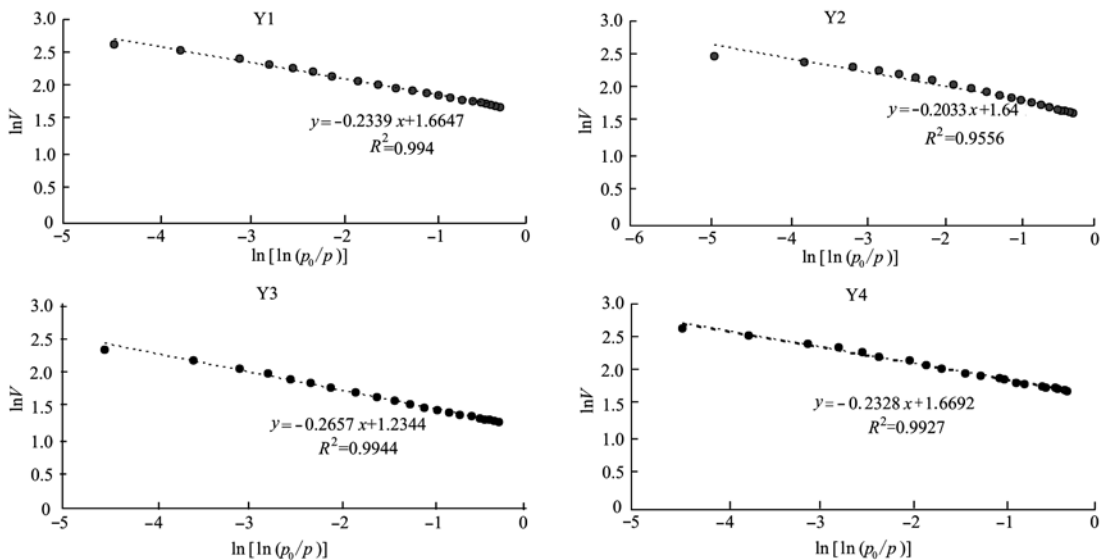 Y1
3.0
2.5
2.0
1.5
1.0
0.5
0
lnV
y=−0.2339 x+1.6647
R²=0.994
−5 −4 −3 −2 −1 0
ln[ln(p₀/p)]
Y2
3.0
2.5
2.0
1.5
1.0
0.5
0
lnV
y=−0.2033 x+1.64
R²=0.9556
−6 −5 −4 −3 −2 −1 0
ln[ln(p₀/p)]
Y3
3.0
2.5
2.0
1.5
1.0
0.5
0
lnV
y=−0.2657 x+1.2344
R²=0.9944
−5 −4 −3 −2 −1 0
ln[ln(p₀/p)]
Y4
3.0
2.5
2.0
1.5
1.0
0.5
0
lnV
y=−0.2328 x+1.6692
R²=0.9927
−5 −4 −3 −2 −1 0
ln[ln(p₀/p)]